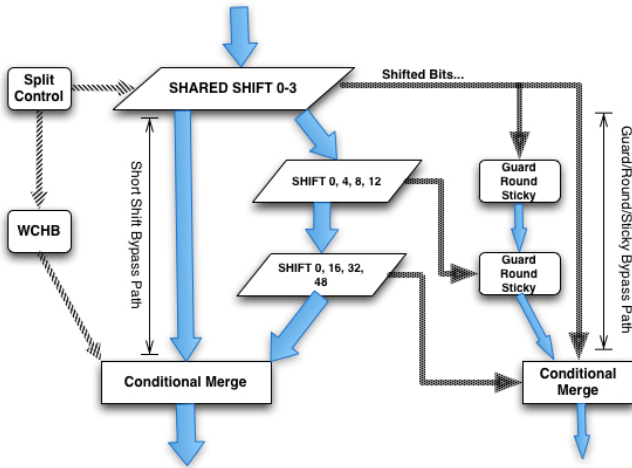 Split
Control
SHARED SHIFT 0-3
Shifted Bits...
Short Shift Bypass Path
Guard/Round/Sticky Bypass Path
SHIFT 0, 4, 8, 12
Guard
Round
Sticky
WCHB
SHIFT 0, 16, 32,
48
Guard
Round
Sticky
Conditional Merge
Conditional
Merge